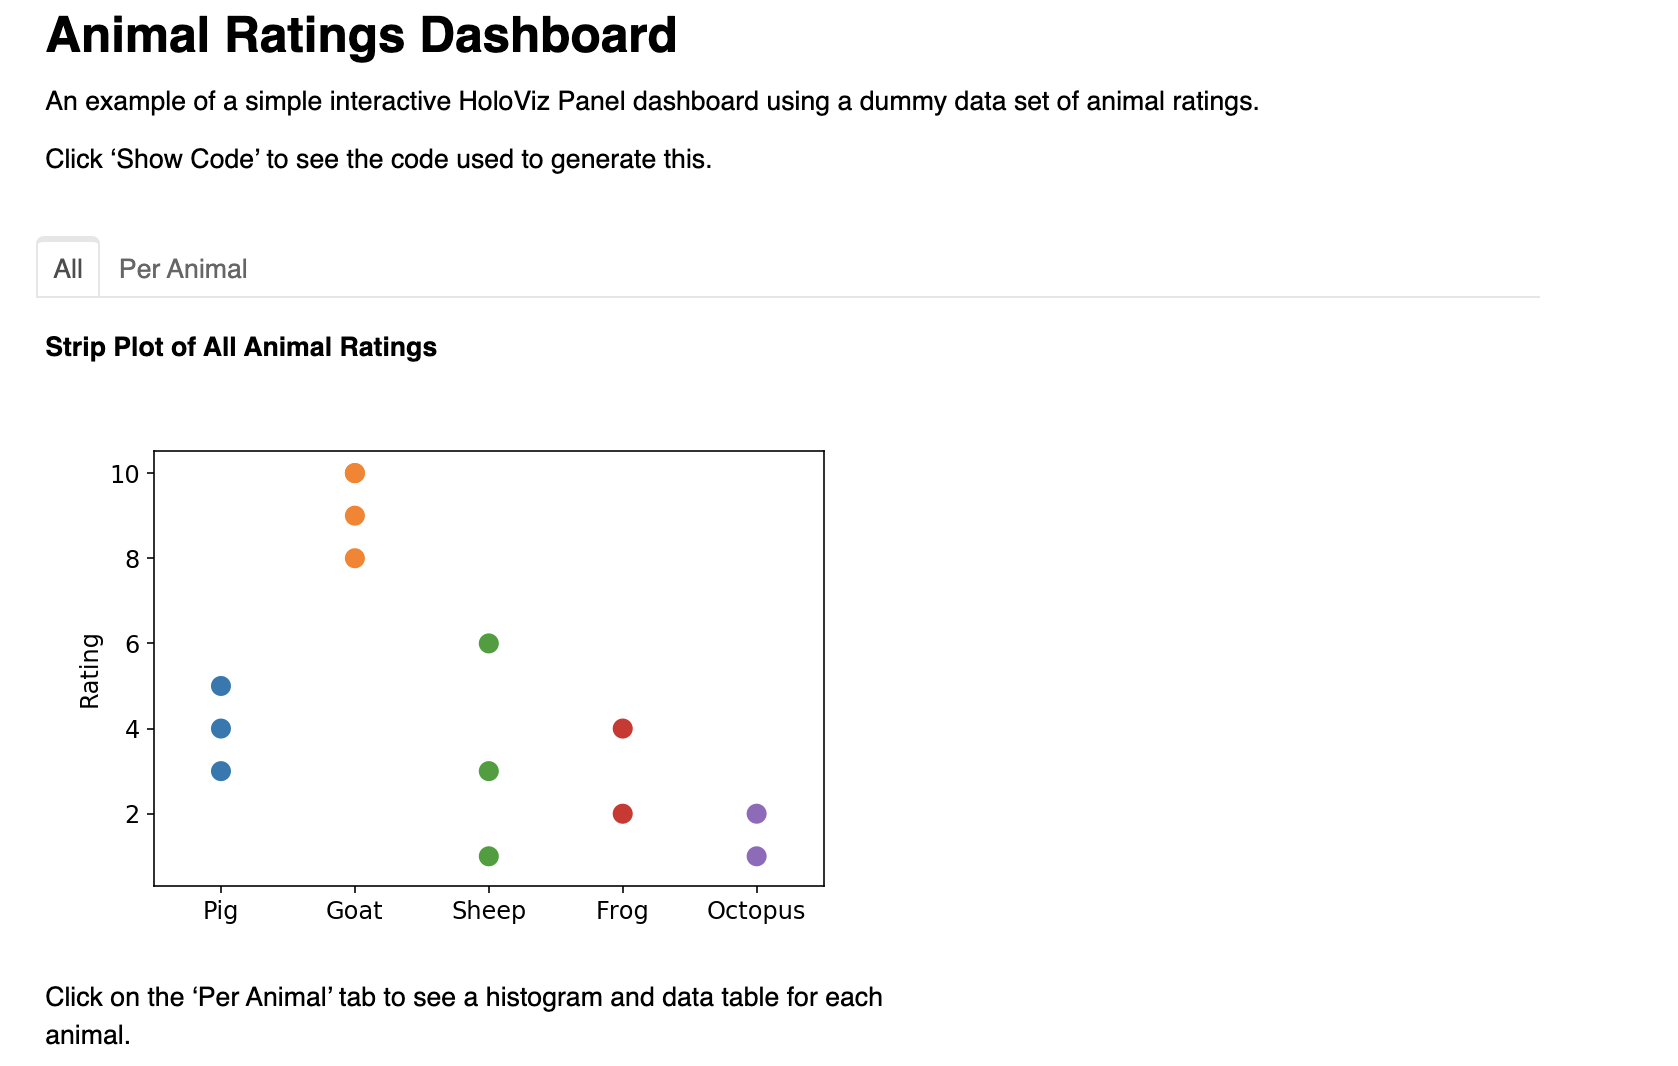 Animal Ratings Dashboard
An example of a simple interactive HoloViz Panel dashboard using a dummy data set of animal ratings.
Click ‘Show Code’ to see the code used to generate this.
All
Per Animal
Strip Plot of All Animal Ratings
10
8
6
4
2
Rating
Pig Goat Sheep Frog Octopus
Click on the ‘Per Animal’ tab to see a histogram and data table for each
animal.